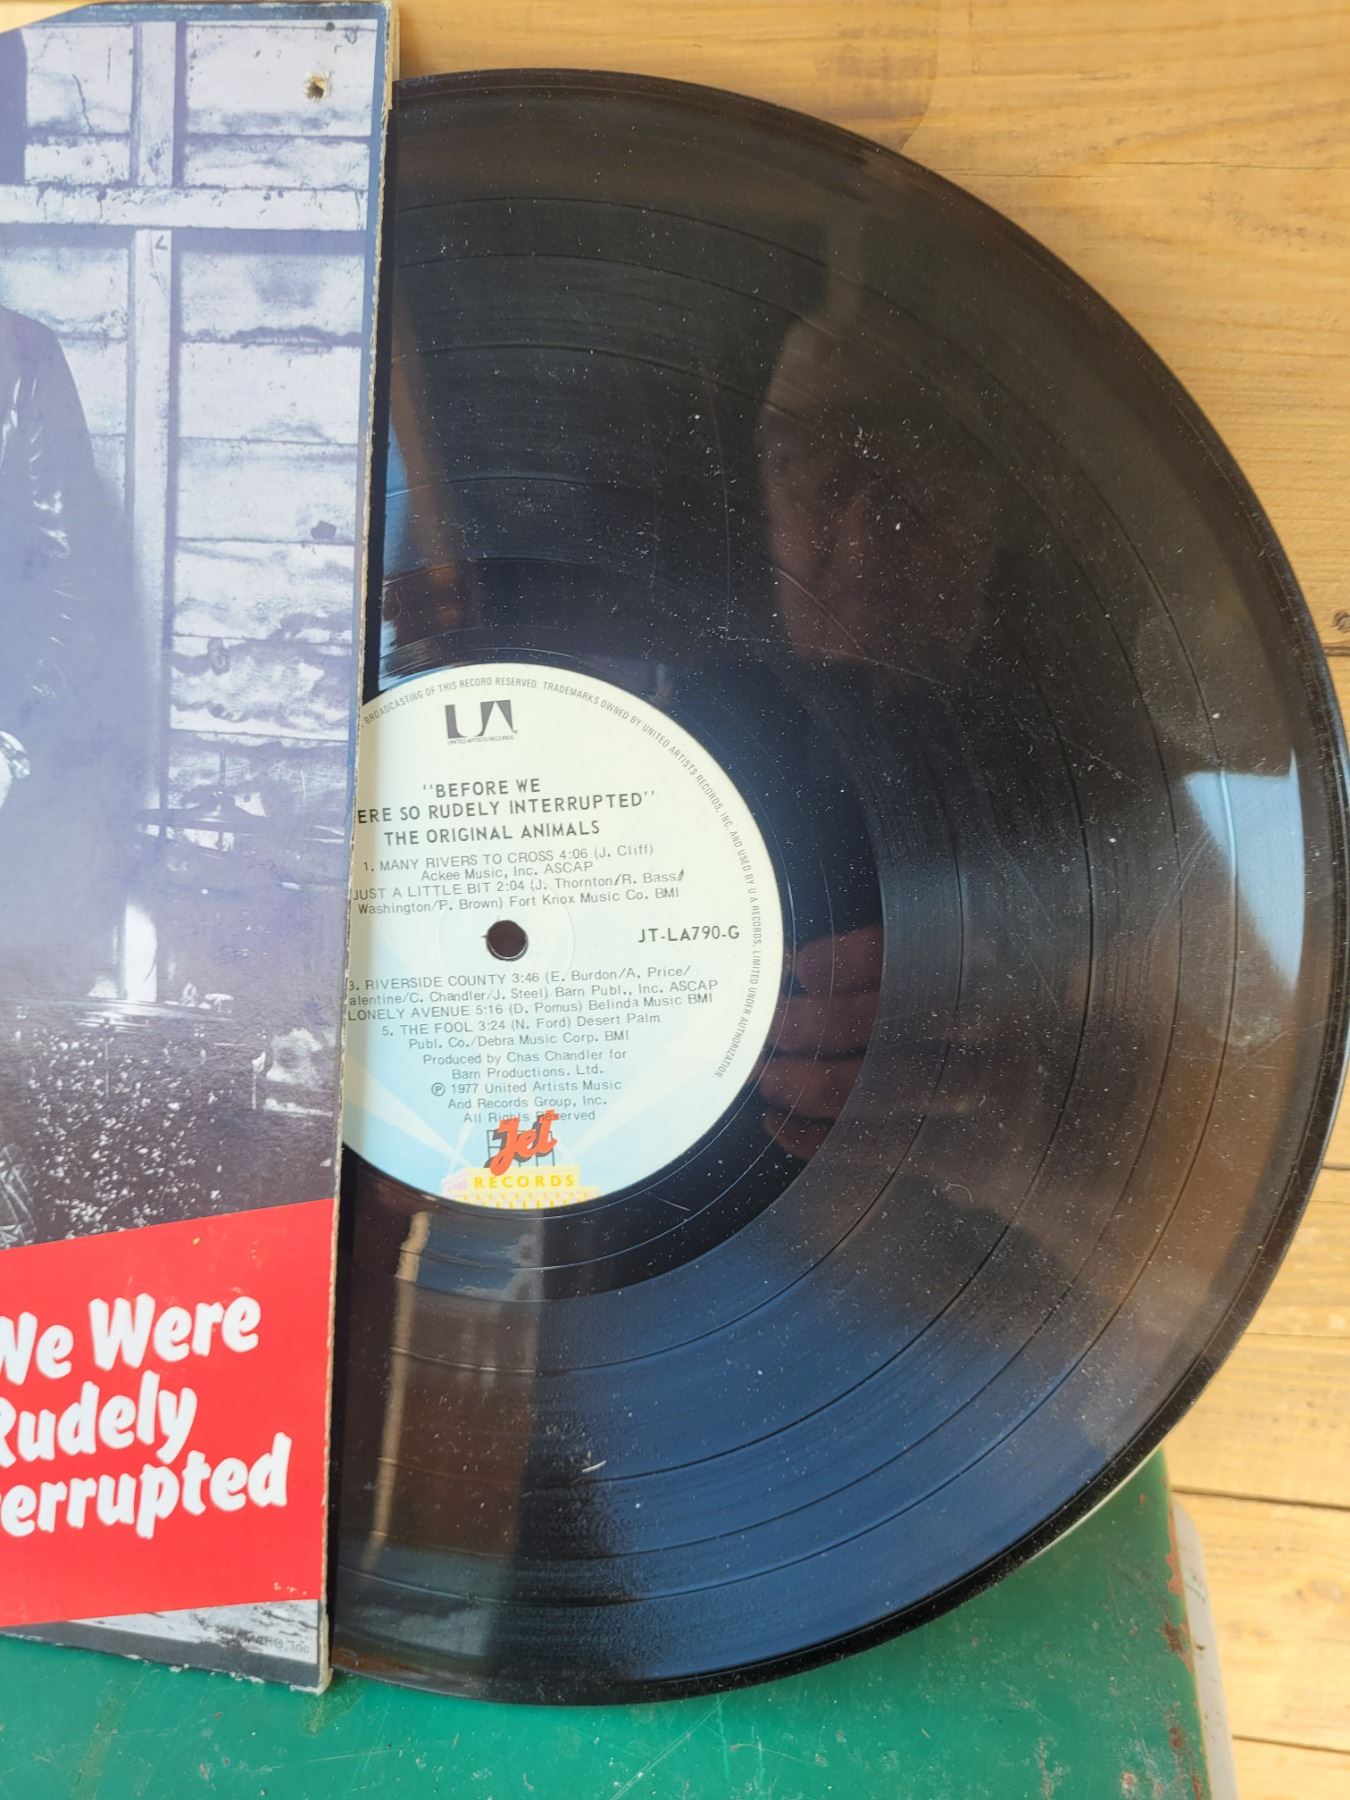 BROADCASTING OF THIS RECORD RESERVED. TRADEMARKS OWNED BY UNITED ARTISTS RECORDS, INC. AND USED BY U A RECORDS, LIMITED UNDER AUTHORIZATION.
UA
UNITED ARTISTS RECORDS
"BEFORE WE
ERE SO RUDELY INTERRUPTED"
THE ORIGINAL ANIMALS
1. MANY RIVERS TO CROSS 4:06 (J. Cliff)
Ackee Music, Inc. ASCAP
JUST A LITTLE BIT 2:04 (J. Thornton/R. Bass/
Washington/P. Brown) Fort Knox Music Co. BMI
JT-LA790-G
3. RIVERSIDE COUNTY 3:46 (E. Burdon/A. Price/
alentine/C. Chandler/J. Steel) Barn Publ., Inc. ASCAP
LONELY AVENUE 5:16 (D. Pomus) Belinda Music BMI
5. THE FOOL 3:24 (N. Ford) Desert Palm
Publ. Co./Debra Music Corp. BMI
Produced by Chas Chandler for
Barn Productions. Ltd.
℗ 1977 United Artists Music
And Records Group, Inc.
All Rights Reserved
Jet
RECORDS
We Were
Rudely
terrupted